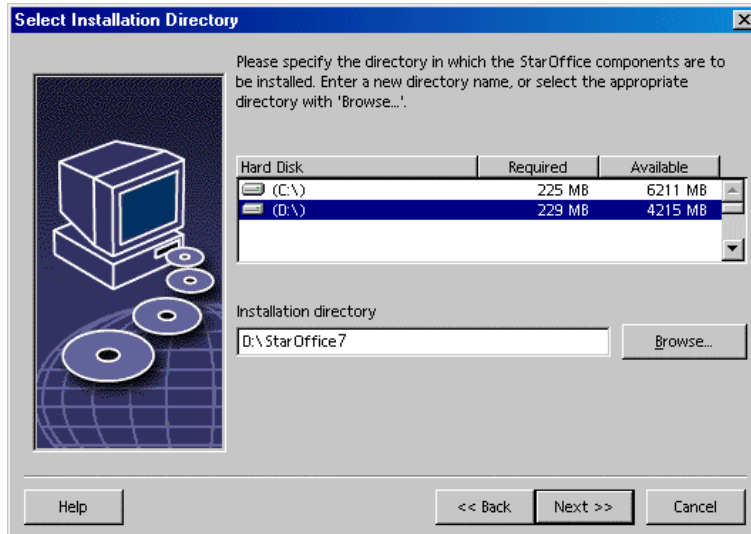 Select Installation Directory
Please specify the directory in which the StarOffice components are to
be installed. Enter a new directory name, or select the appropriate
directory with 'Browse...'.
Hard Disk Required Available
(C:\) 225 MB 6211 MB
(D:\) 229 MB 4215 MB
Installation directory
D:\StarOffice7 Browse...
Help << Back Next >> Cancel